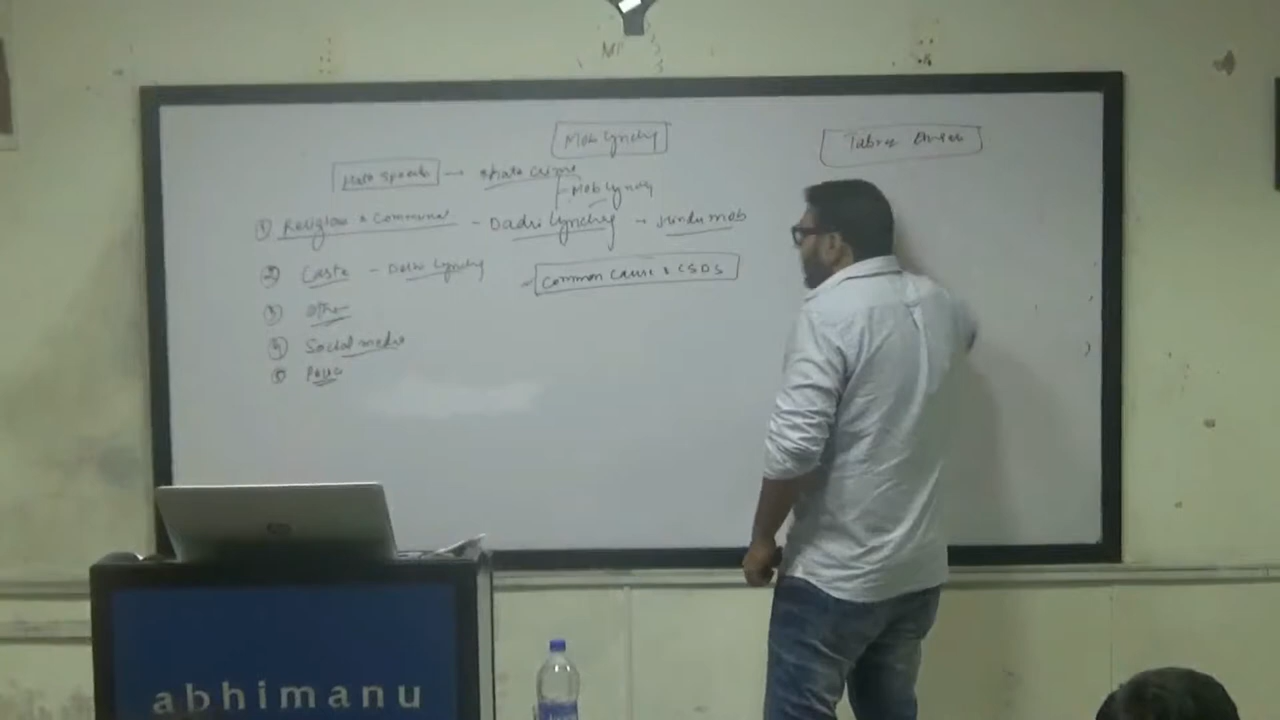 Mob lynching
Tabrez Ansari
Hate speech → Hate crime
- Mob lynching
① Religious & Communal - Dadri lynching → Hindu mob
② Caste - Delhi lynching
- Common Cause & CSDS
③ Other
④ Social media
⑤ Police
abhimanu